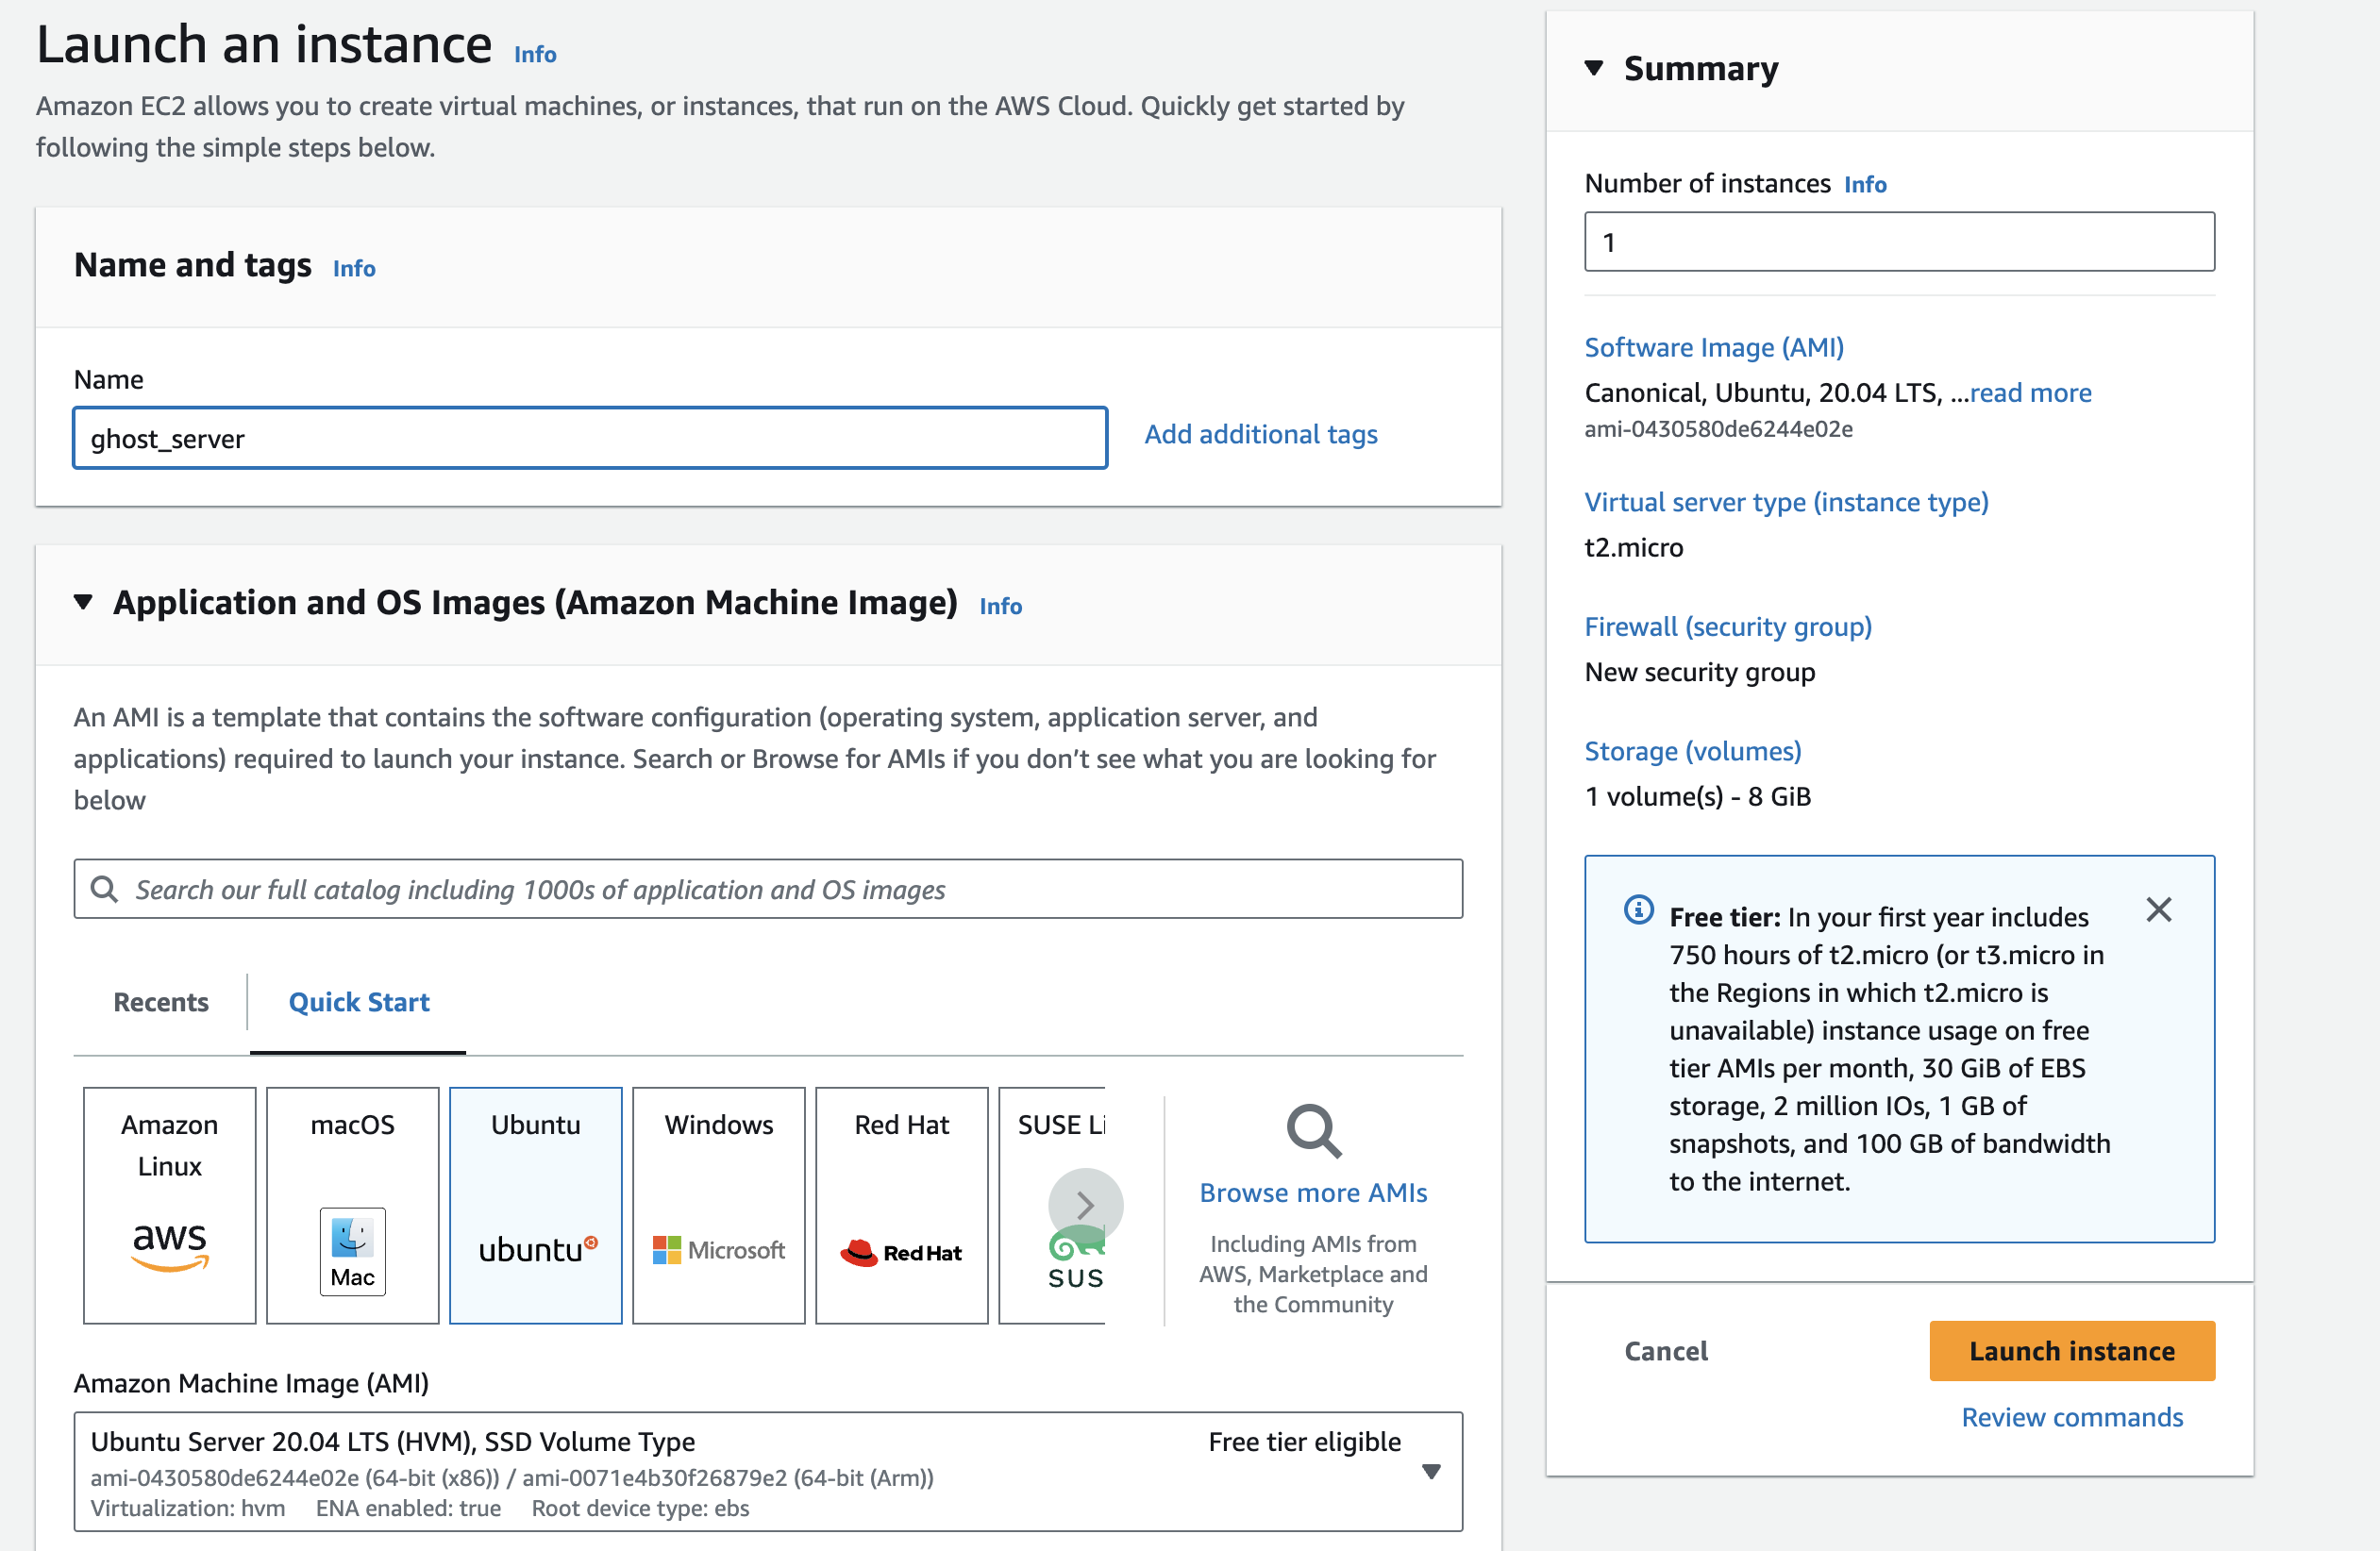 Launch an instance Info
Amazon EC2 allows you to create virtual machines, or instances, that run on the AWS Cloud. Quickly get started by
following the simple steps below.
Name and tags Info
Name
ghost_server
Add additional tags
Application and OS Images (Amazon Machine Image) Info
An AMI is a template that contains the software configuration (operating system, application server, and
applications) required to launch your instance. Search or Browse for AMIs if you don’t see what you are looking for
below
Search our full catalog including 1000s of application and OS images
Recents
Quick Start
Amazon
Linux
aws
macOS
Mac
Ubuntu
ubuntu
Windows
Microsoft
Red Hat
Red Hat
SUSE Li
SUS
Browse more AMIs
Including AMIs from
AWS, Marketplace and
the Community
Amazon Machine Image (AMI)
Ubuntu Server 20.04 LTS (HVM), SSD Volume Type
Free tier eligible
ami-0430580de6244e02e (64-bit (x86)) / ami-0071e4b30f26879e2 (64-bit (Arm))
Virtualization: hvm ENA enabled: true Root device type: ebs
Summary
Number of instances Info
1
Software Image (AMI)
Canonical, Ubuntu, 20.04 LTS, ...read more
ami-0430580de6244e02e
Virtual server type (instance type)
t2.micro
Firewall (security group)
New security group
Storage (volumes)
1 volume(s) - 8 GiB
Free tier: In your first year includes
750 hours of t2.micro (or t3.micro in
the Regions in which t2.micro is
unavailable) instance usage on free
tier AMIs per month, 30 GiB of EBS
storage, 2 million IOs, 1 GB of
snapshots, and 100 GB of bandwidth
to the internet.
Cancel
Launch instance
Review commands